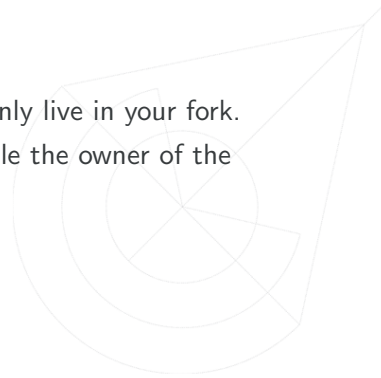 nly live in your fork.
le the owner of the